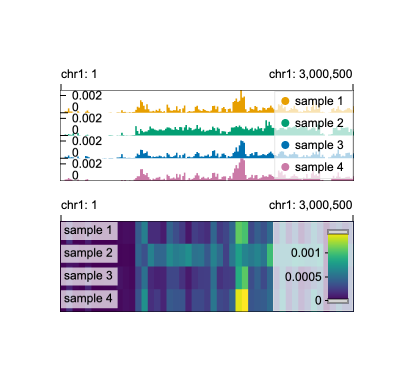 chr1: 1 chr1: 3,000,500
0.002 sample 1
0
0.002 sample 2
0
0.002 sample 3
0
0.002 sample 4
0
chr1: 1 chr1: 3,000,500
sample 1
0.001
sample 2
sample 3 0.0005
sample 4 0